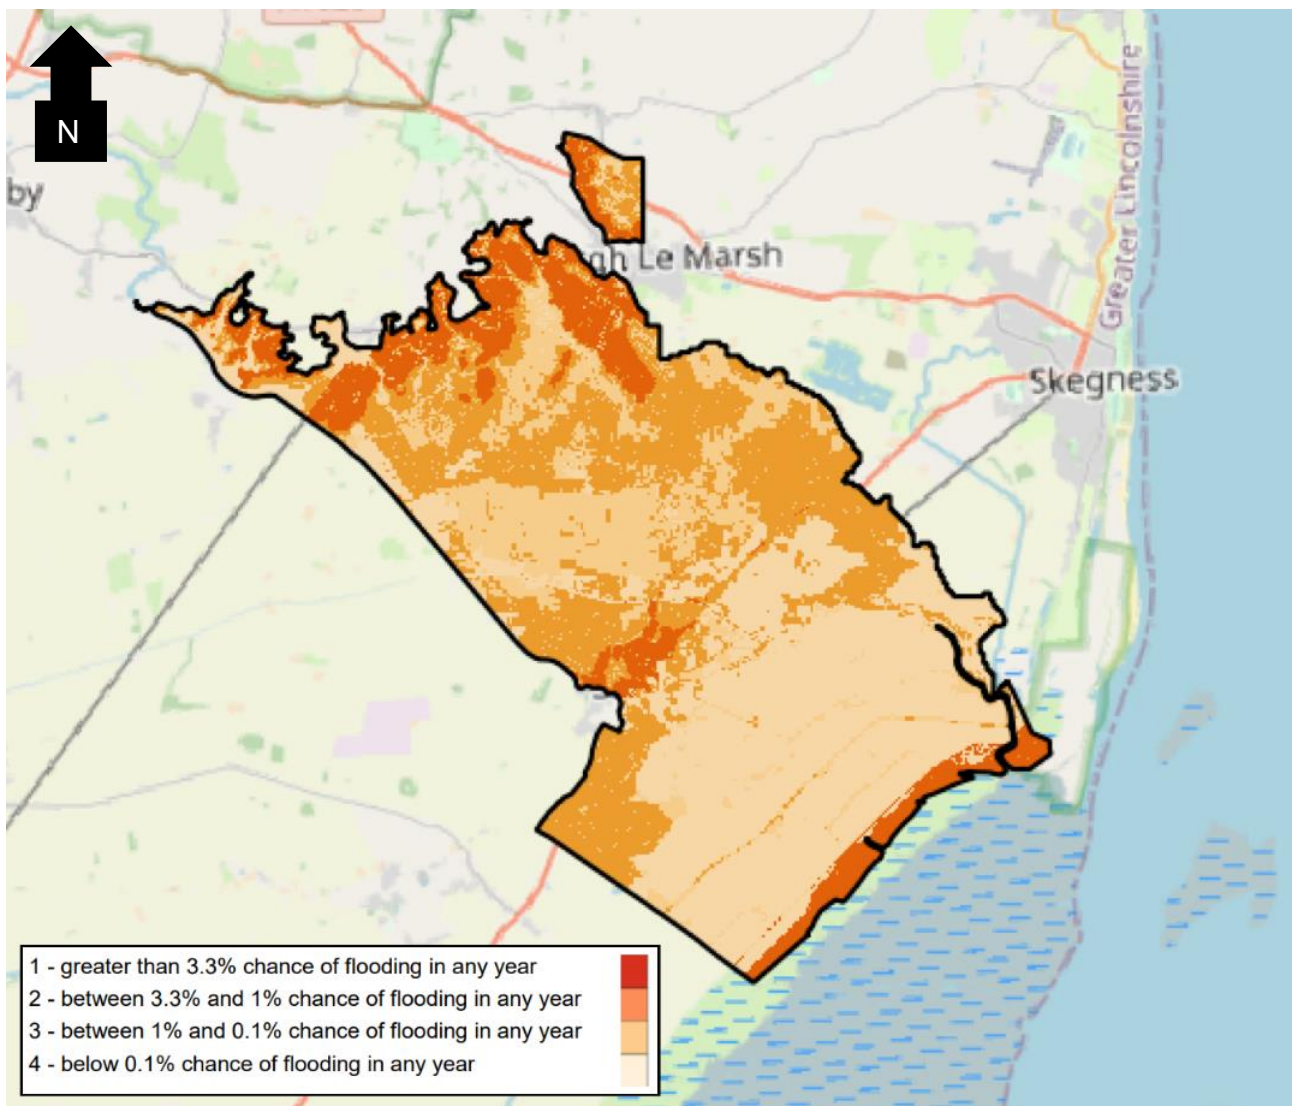 N
by
gh Le Marsh
Greater Lincolnshire
Skegness
1 - greater than 3.3% chance of flooding in any year
2 - between 3.3% and 1% chance of flooding in any year
3 - between 1% and 0.1% chance of flooding in any year
4 - below 0.1% chance of flooding in any year